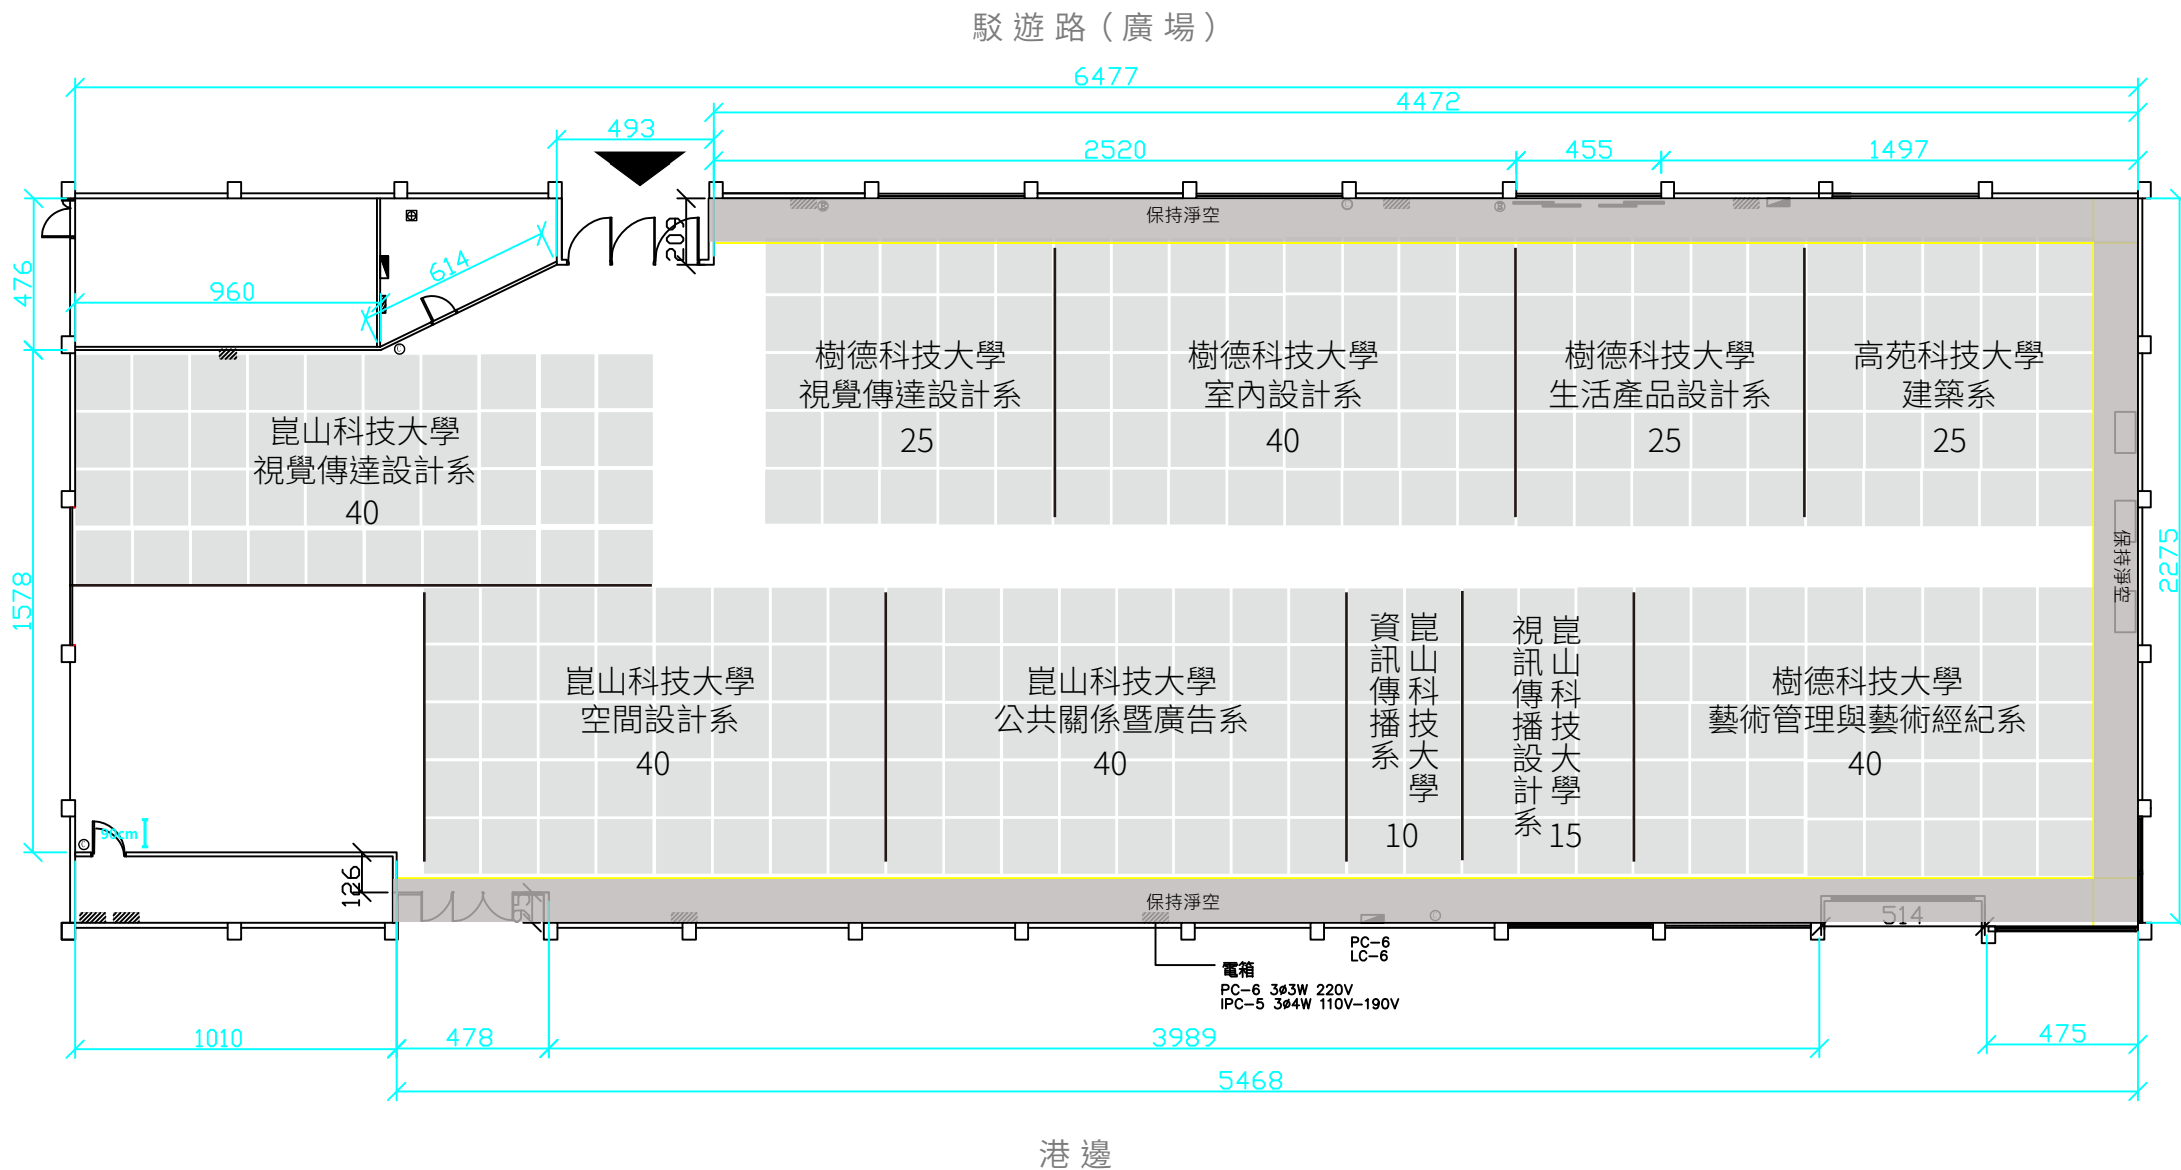 駁遊路(廣場)
6477
4472
493
2520
455
1497
保持淨空
209
614
960
476
1578
2275
樹德科技大學
視覺傳達設計系
25
樹德科技大學
室內設計系
40
樹德科技大學
生活產品設計系
25
高苑科技大學
建築系
25
崑山科技大學
視覺傳達設計系
40
保持淨空
崑山科技大學
空間設計系
40
崑山科技大學
公共關係暨廣告系
40
崑山科技大學
資訊傳播系
10
崑山科技大學
視訊傳播設計系
15
樹德科技大學
藝術管理與藝術經紀系
40
90cm
126
保持淨空
514
PC-6
LC-6
電箱
PC-6 3ø3W 220V
IPC-5 3ø4W 110V-190V
1010
478
3989
475
5468
港邊